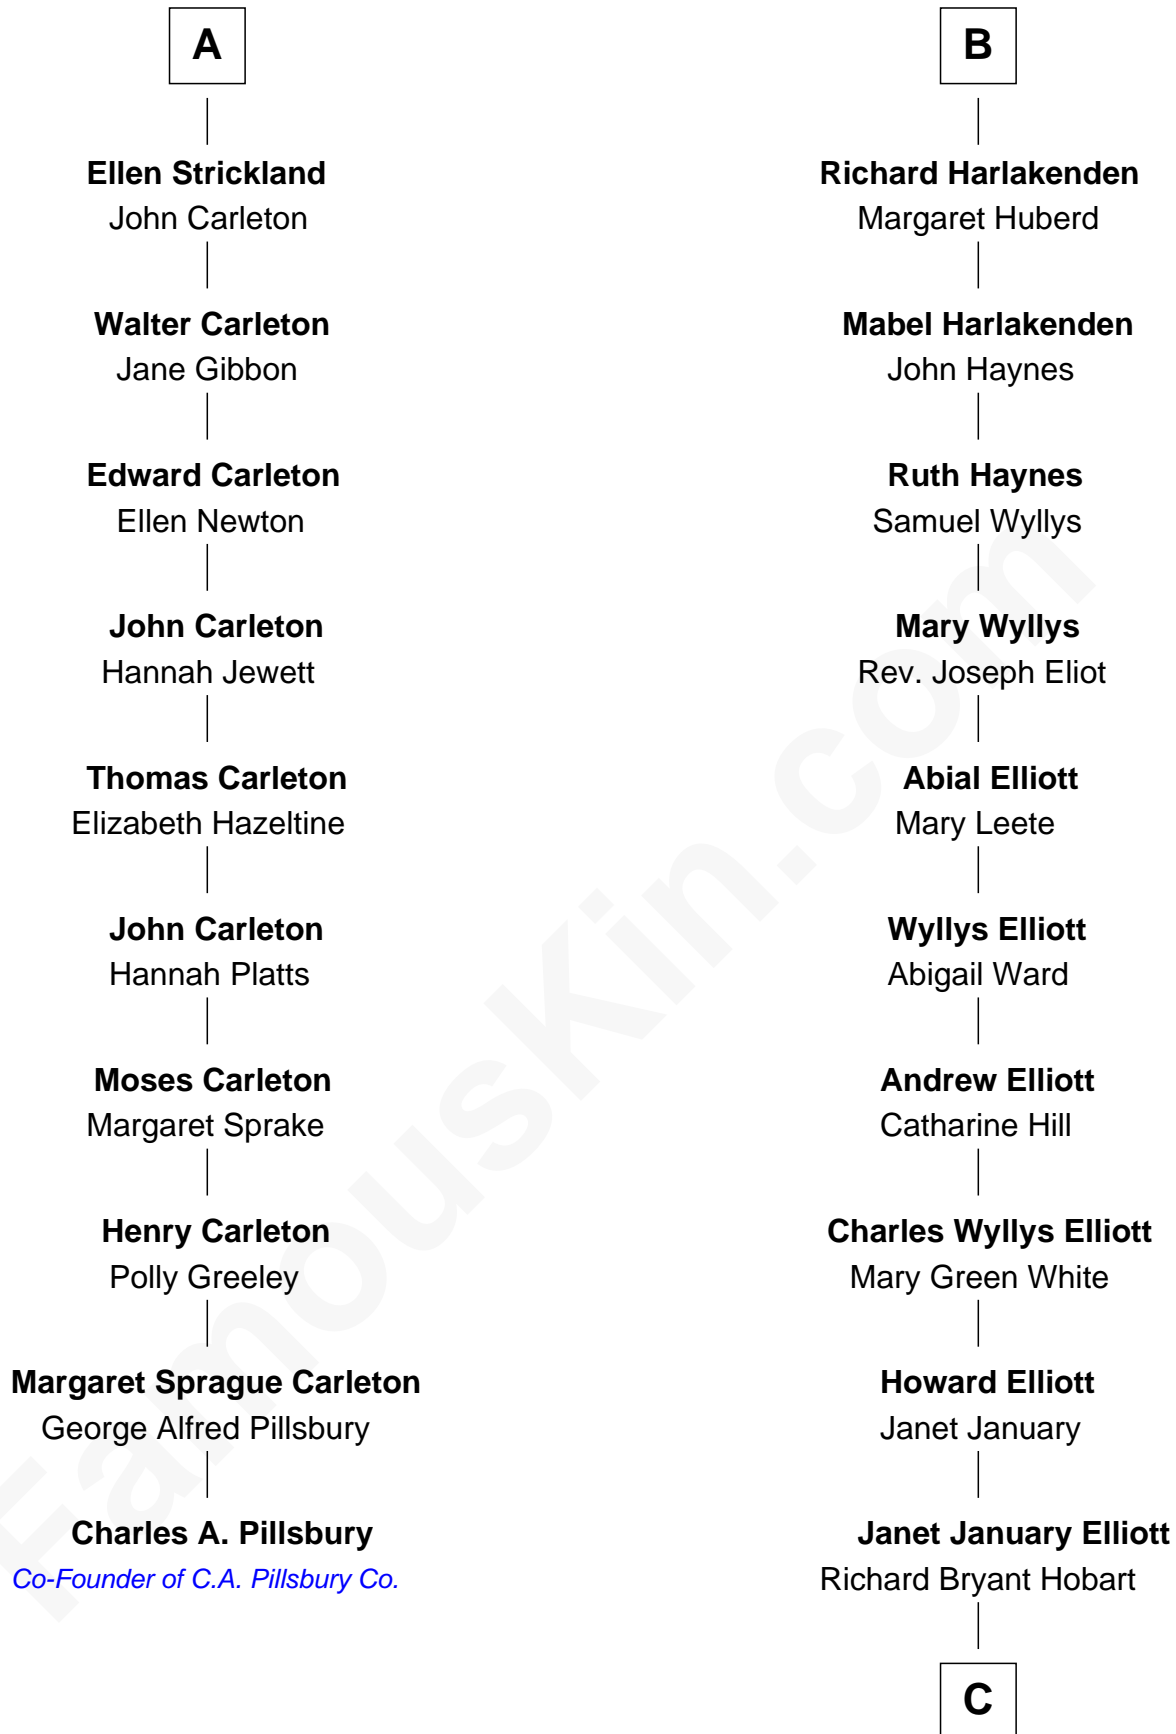 A
Ellen Strickland
John Carleton
Walter Carleton
Jane Gibbon
Edward Carleton
Ellen Newton
John Carleton
Hannah Jewett
Thomas Carleton
Elizabeth Hazeltine
John Carleton
Hannah Platts
Moses Carleton
Margaret Sprake
Henry Carleton
Polly Greeley
Margaret Sprague Carleton
George Alfred Pillsbury
Charles A. Pillsbury
Co-Founder of C.A. Pillsbury Co.
B
Richard Harlakenden
Margaret Huberd
Mabel Harlakenden
John Haynes
Ruth Haynes
Samuel Wyllys
Mary Wyllys
Rev. Joseph Eliot
Abial Elliott
Mary Leete
Wyllys Elliott
Abigail Ward
Andrew Elliott
Catharine Hill
Charles Wyllys Elliott
Mary Green White
Howard Elliott
Janet January
Janet January Elliott
Richard Bryant Hobart
C
FamousKin.com